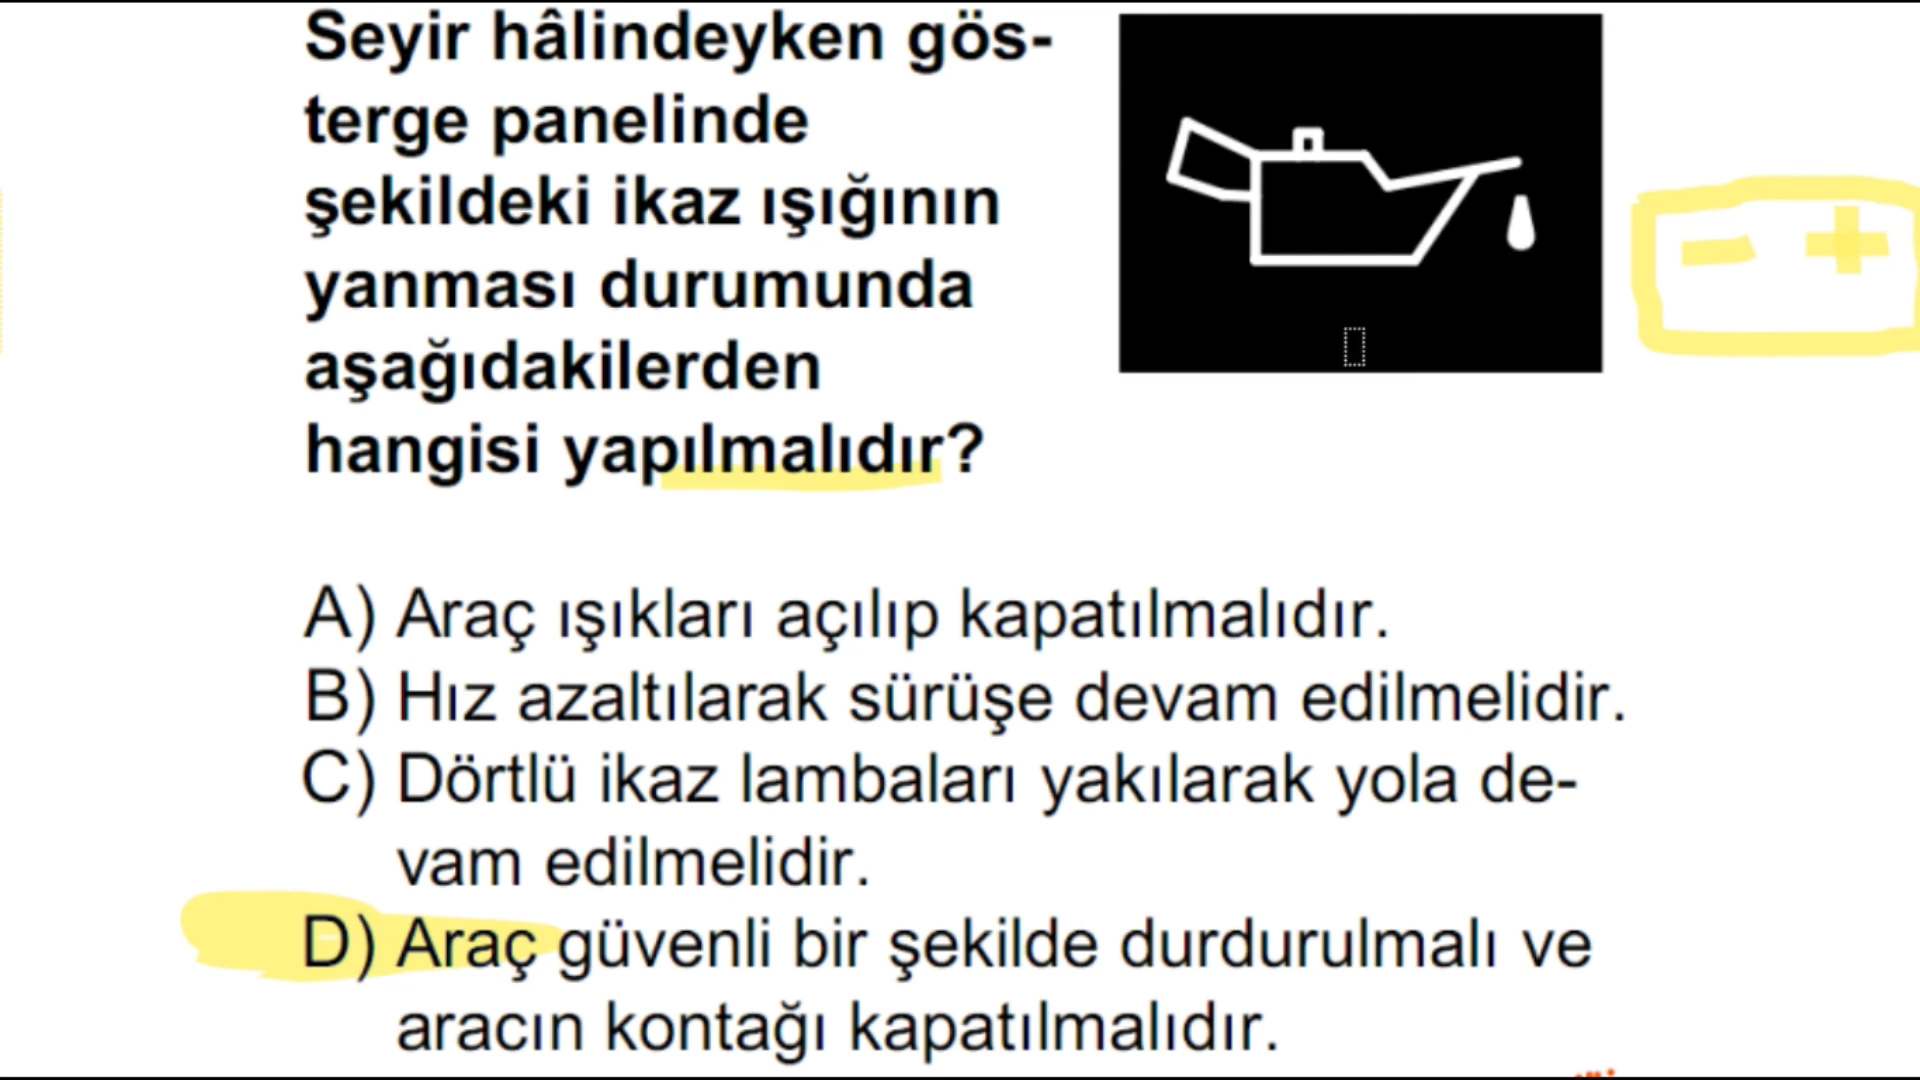 Seyir hâlindeyken gös-
terge panelinde
şekildeki ikaz ışığının
yanması durumunda
aşağıdakilerden
hangisi yapılmalıdır?
- +
A) Araç ışıkları açılıp kapatılmalıdır.
B) Hız azaltılarak sürüşe devam edilmelidir.
C) Dörtlü ikaz lambaları yakılarak yola de-
vam edilmelidir.
D) Araç güvenli bir şekilde durdurulmalı ve
aracın kontağı kapatılmalıdır.